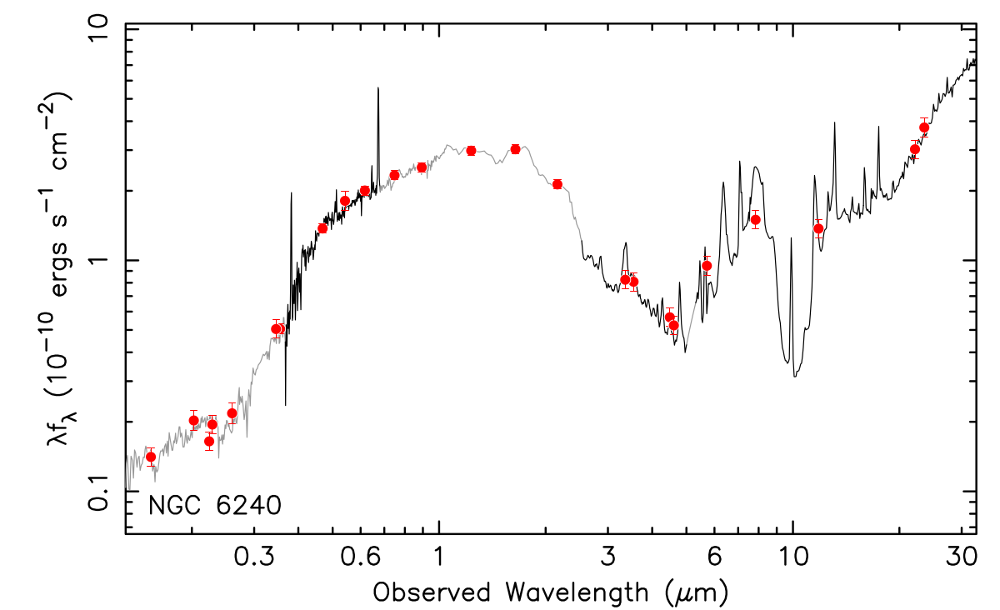 10
1
0.1
λf_λ (10⁻¹⁰ ergs s⁻¹ cm⁻²)
NGC 6240
0.3 0.6 1 3 6 10 30
Observed Wavelength (μm)